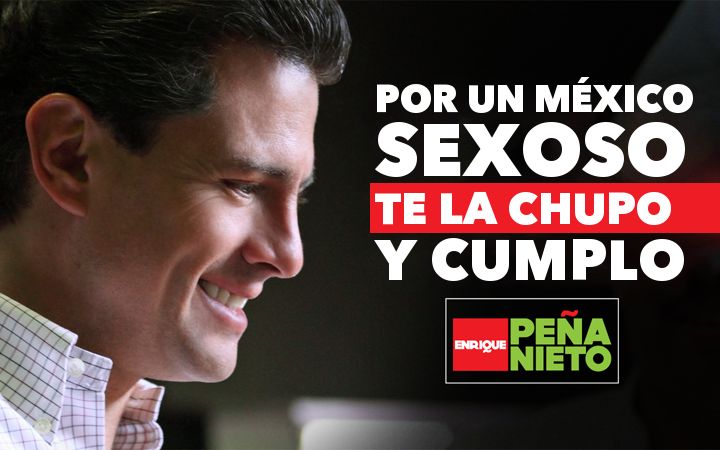 POR UN MÉXICO
SEXOSO
TE LA CHUPO
Y CUMPLO
ENRIQUE
PEÑA
NIETO